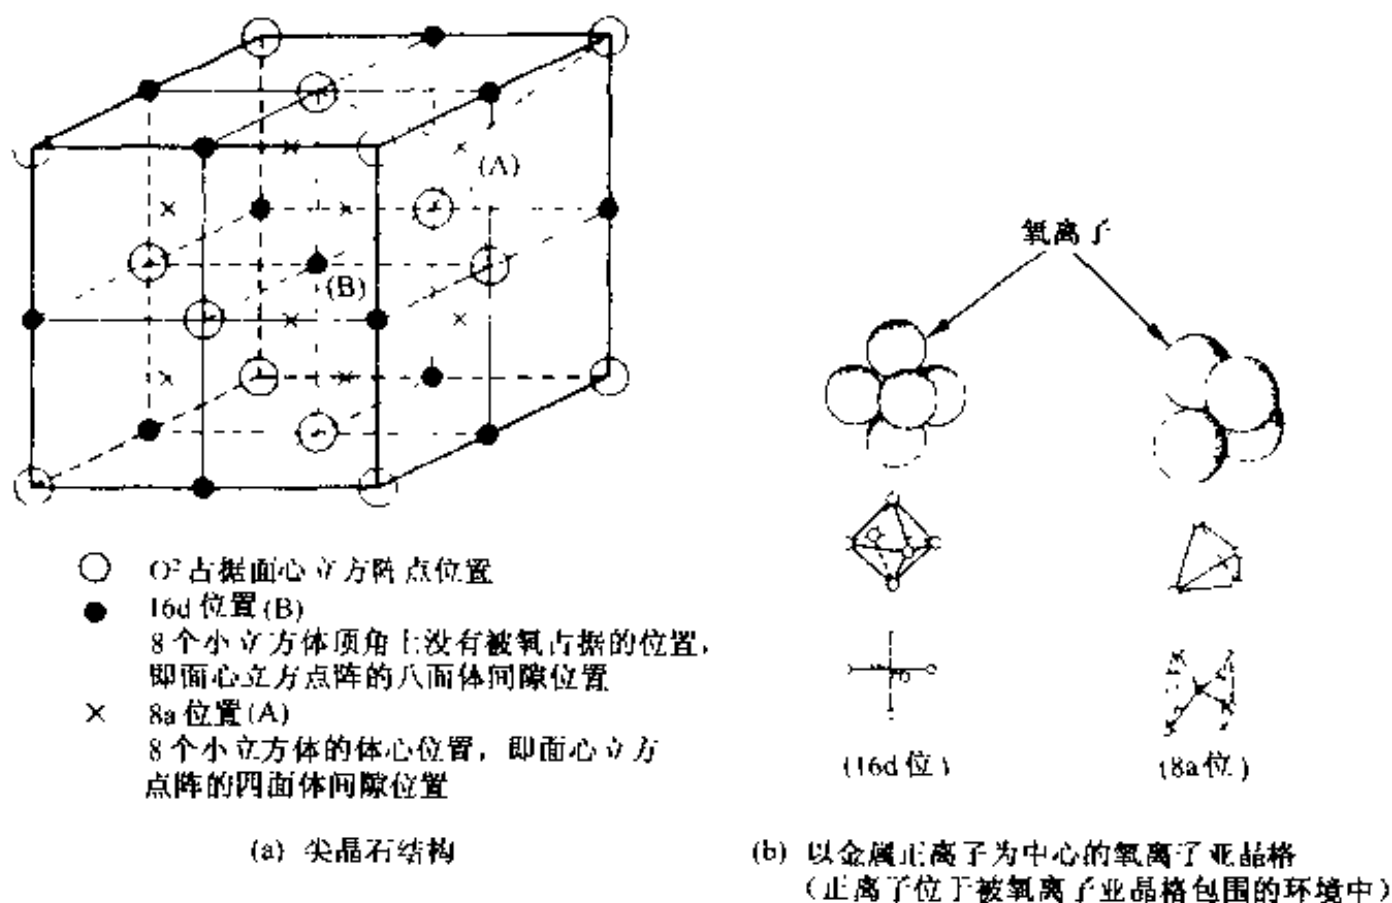 (A)
(B)
氧离子
O² 占据面心立方阵点位置
16d 位置(B)
8个小立方体顶角上没有被氧占据的位置,
即面心立方点阵的八面体间隙位置
8a 位置(A)
8个小立方体的体心位置, 即面心立方
点阵的四面体间隙位置
(16d 位)
(8a 位)
(a) 尖晶石结构
(b) 以金属正离子为中心的氧离子亚晶格
(正离子位于被氧离子亚晶格包围的环境中)